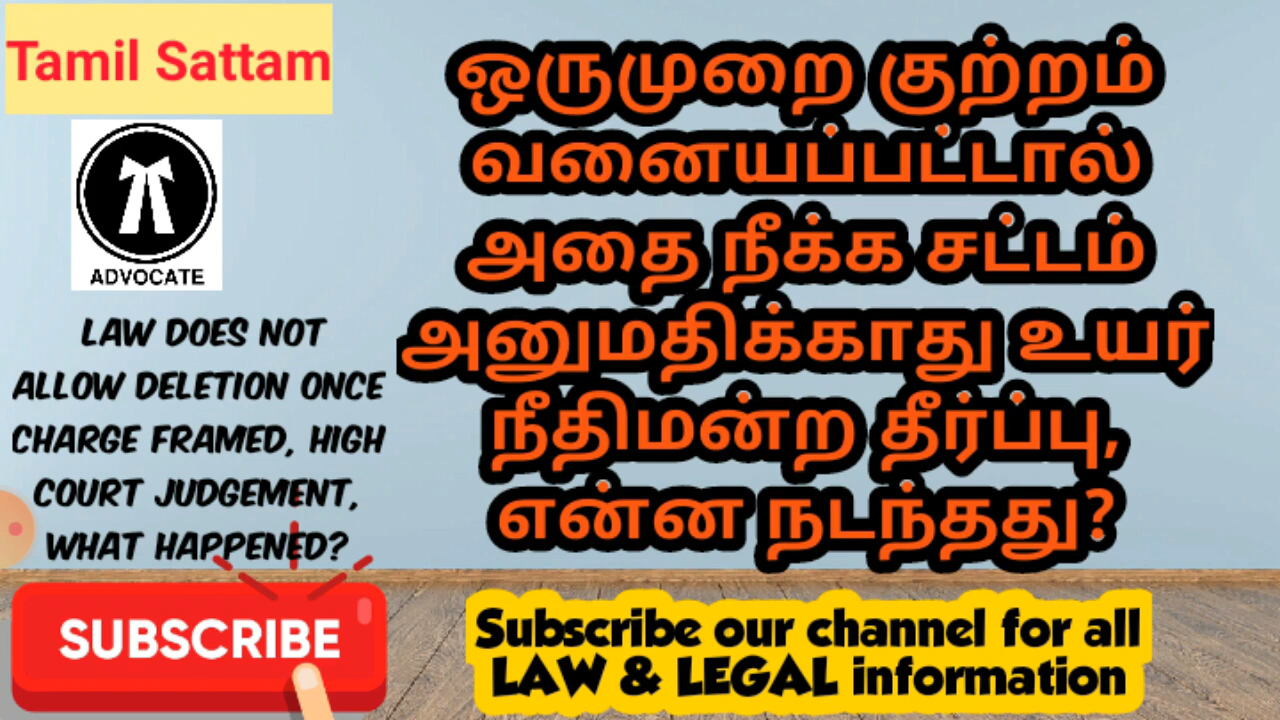 Tamil Sattam
ADVOCATE
LAW DOES NOT
ALLOW DELETION ONCE
CHARGE FRAMED, HIGH
COURT JUDGEMENT,
WHAT HAPPENED?
SUBSCRIBE
ஒருமுறை குற்றம்
வனையப்பட்டால்
அதை நீக்க சட்டம்
அனுமதிக்காது உயர்
நீதிமன்ற தீர்ப்பு,
என்ன நடந்தது?
Subscribe our channel for all
LAW & LEGAL information